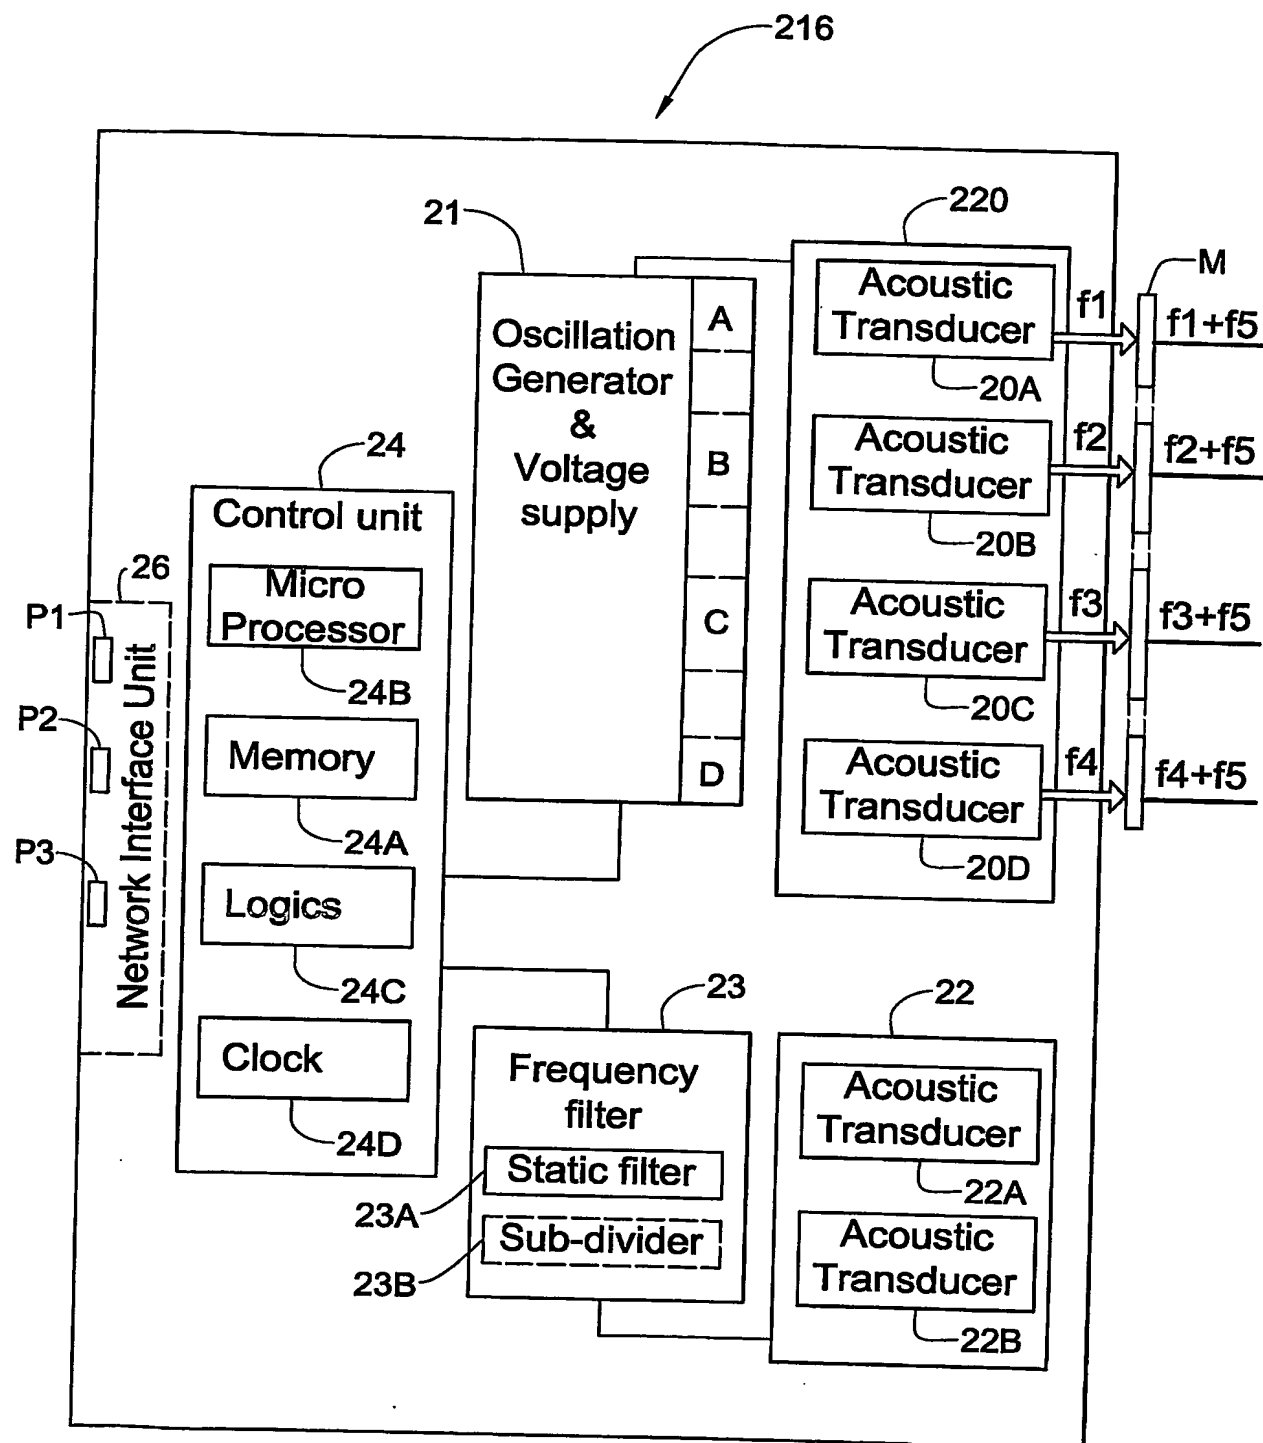 216
21
220
M
Oscillation
Generator
&
Voltage
supply
A
B
C
D
Acoustic
Transducer
20A
f1
f1+f5
Acoustic
Transducer
20B
f2
f2+f5
Acoustic
Transducer
20C
f3
f3+f5
Acoustic
Transducer
20D
f4
f4+f5
24
Control unit
Micro
Processor
24B
Memory
24A
Logics
24C
Clock
24D
26
P1
P2
P3
Network Interface Unit
23
Frequency
filter
Static filter
23A
Sub-divider
23B
22
Acoustic
Transducer
22A
Acoustic
Transducer
22B